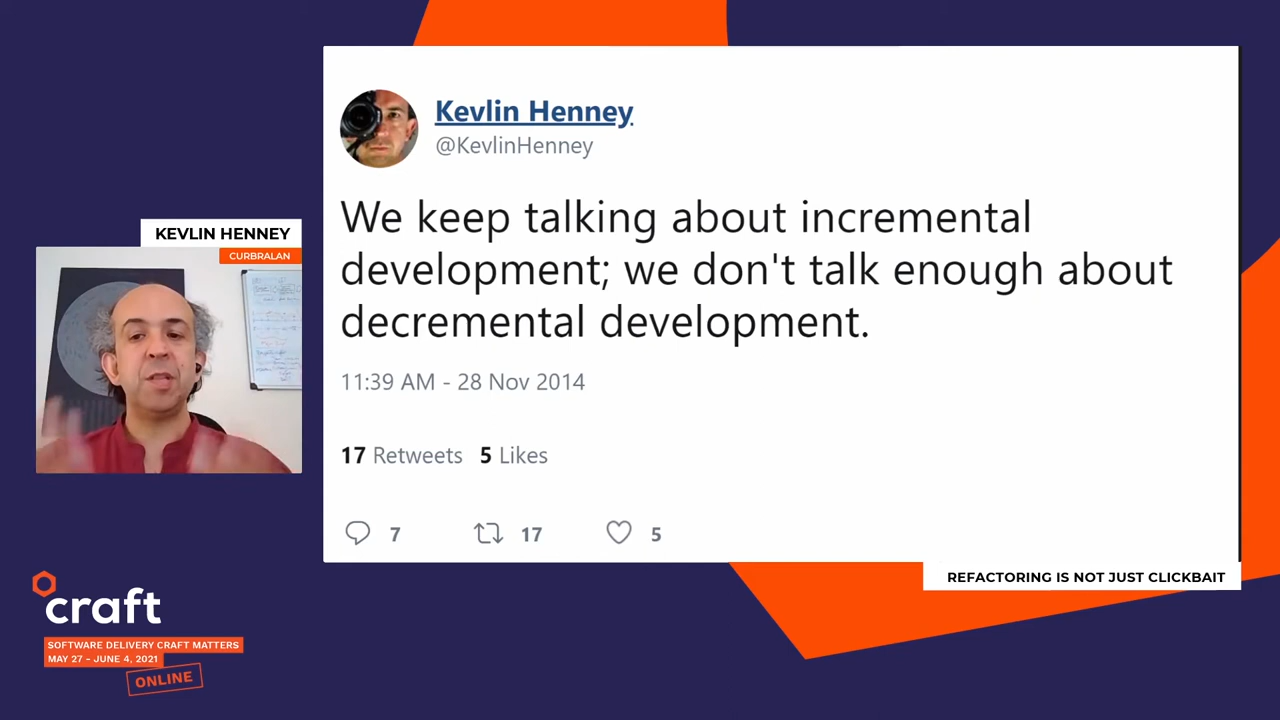 Kevlin Henney
@KevlinHenney
We keep talking about incremental
development; we don't talk enough about
decremental development.
11:39 AM - 28 Nov 2014
17 Retweets 5 Likes
7 17 5
KEVLIN HENNEY
CURBRALAN
REFACTORING IS NOT JUST CLICKBAIT
craft
SOFTWARE DELIVERY CRAFT MATTERS
MAY 27 - JUNE 4, 2021
ONLINE